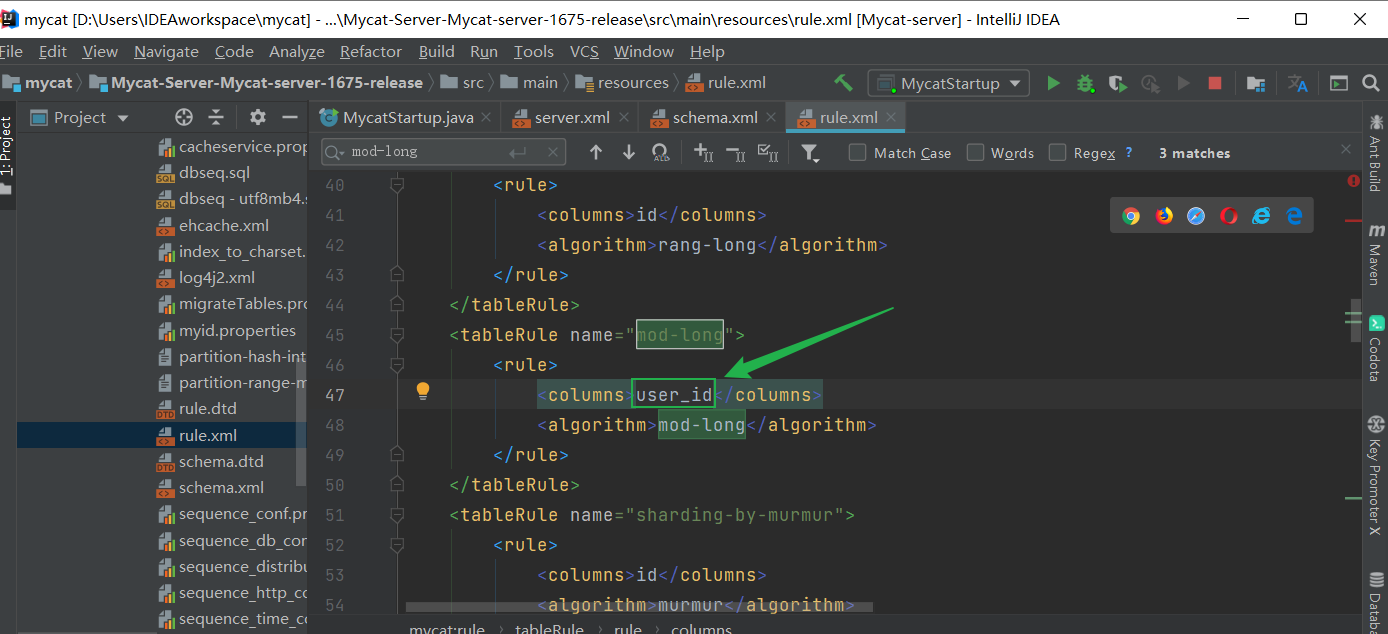 mycat [D:\Users\IDEAworkspace\mycat] - ...\Mycat-Server-Mycat-server-1675-release\src\main\resources\rule.xml [Mycat-server] - IntelliJ IDEA
File Edit View Navigate Code Analyze Refactor Build Run Tools VCS Window Help
mycat Mycat-Server-Mycat-server-1675-release src main resources rule.xml MycatStartup
1: Project
Project
MycatStartup.java server.xml schema.xml rule.xml
mod-long Match Case Words Regex ? 3 matches
cacheservice.prop
dbseq.sql
dbseq - utf8mb4.s
ehcache.xml
index_to_charset.
log4j2.xml
migrateTables.pro
myid.properties
partition-hash-int
partition-range-m
rule.dtd
rule.xml
schema.dtd
schema.xml
sequence_conf.pr
sequence_db_con
sequence_distribu
sequence_http_co
sequence_time_co
40 <rule>
41 <columns>id</columns>
42 <algorithm>rang-long</algorithm>
43 </rule>
44 </tableRule>
45 <tableRule name="mod-long">
46 <rule>
47 <columns>user_id</columns>
48 <algorithm>mod-long</algorithm>
49 </rule>
50 </tableRule>
51 <tableRule name="sharding-by-murmur">
52 <rule>
53 <columns>id</columns>
54 <algorithm>murmur</algorithm>
mycat:rule tableRule rule columns
Ant Build
Maven
Codota
Key Promoter X
Databa